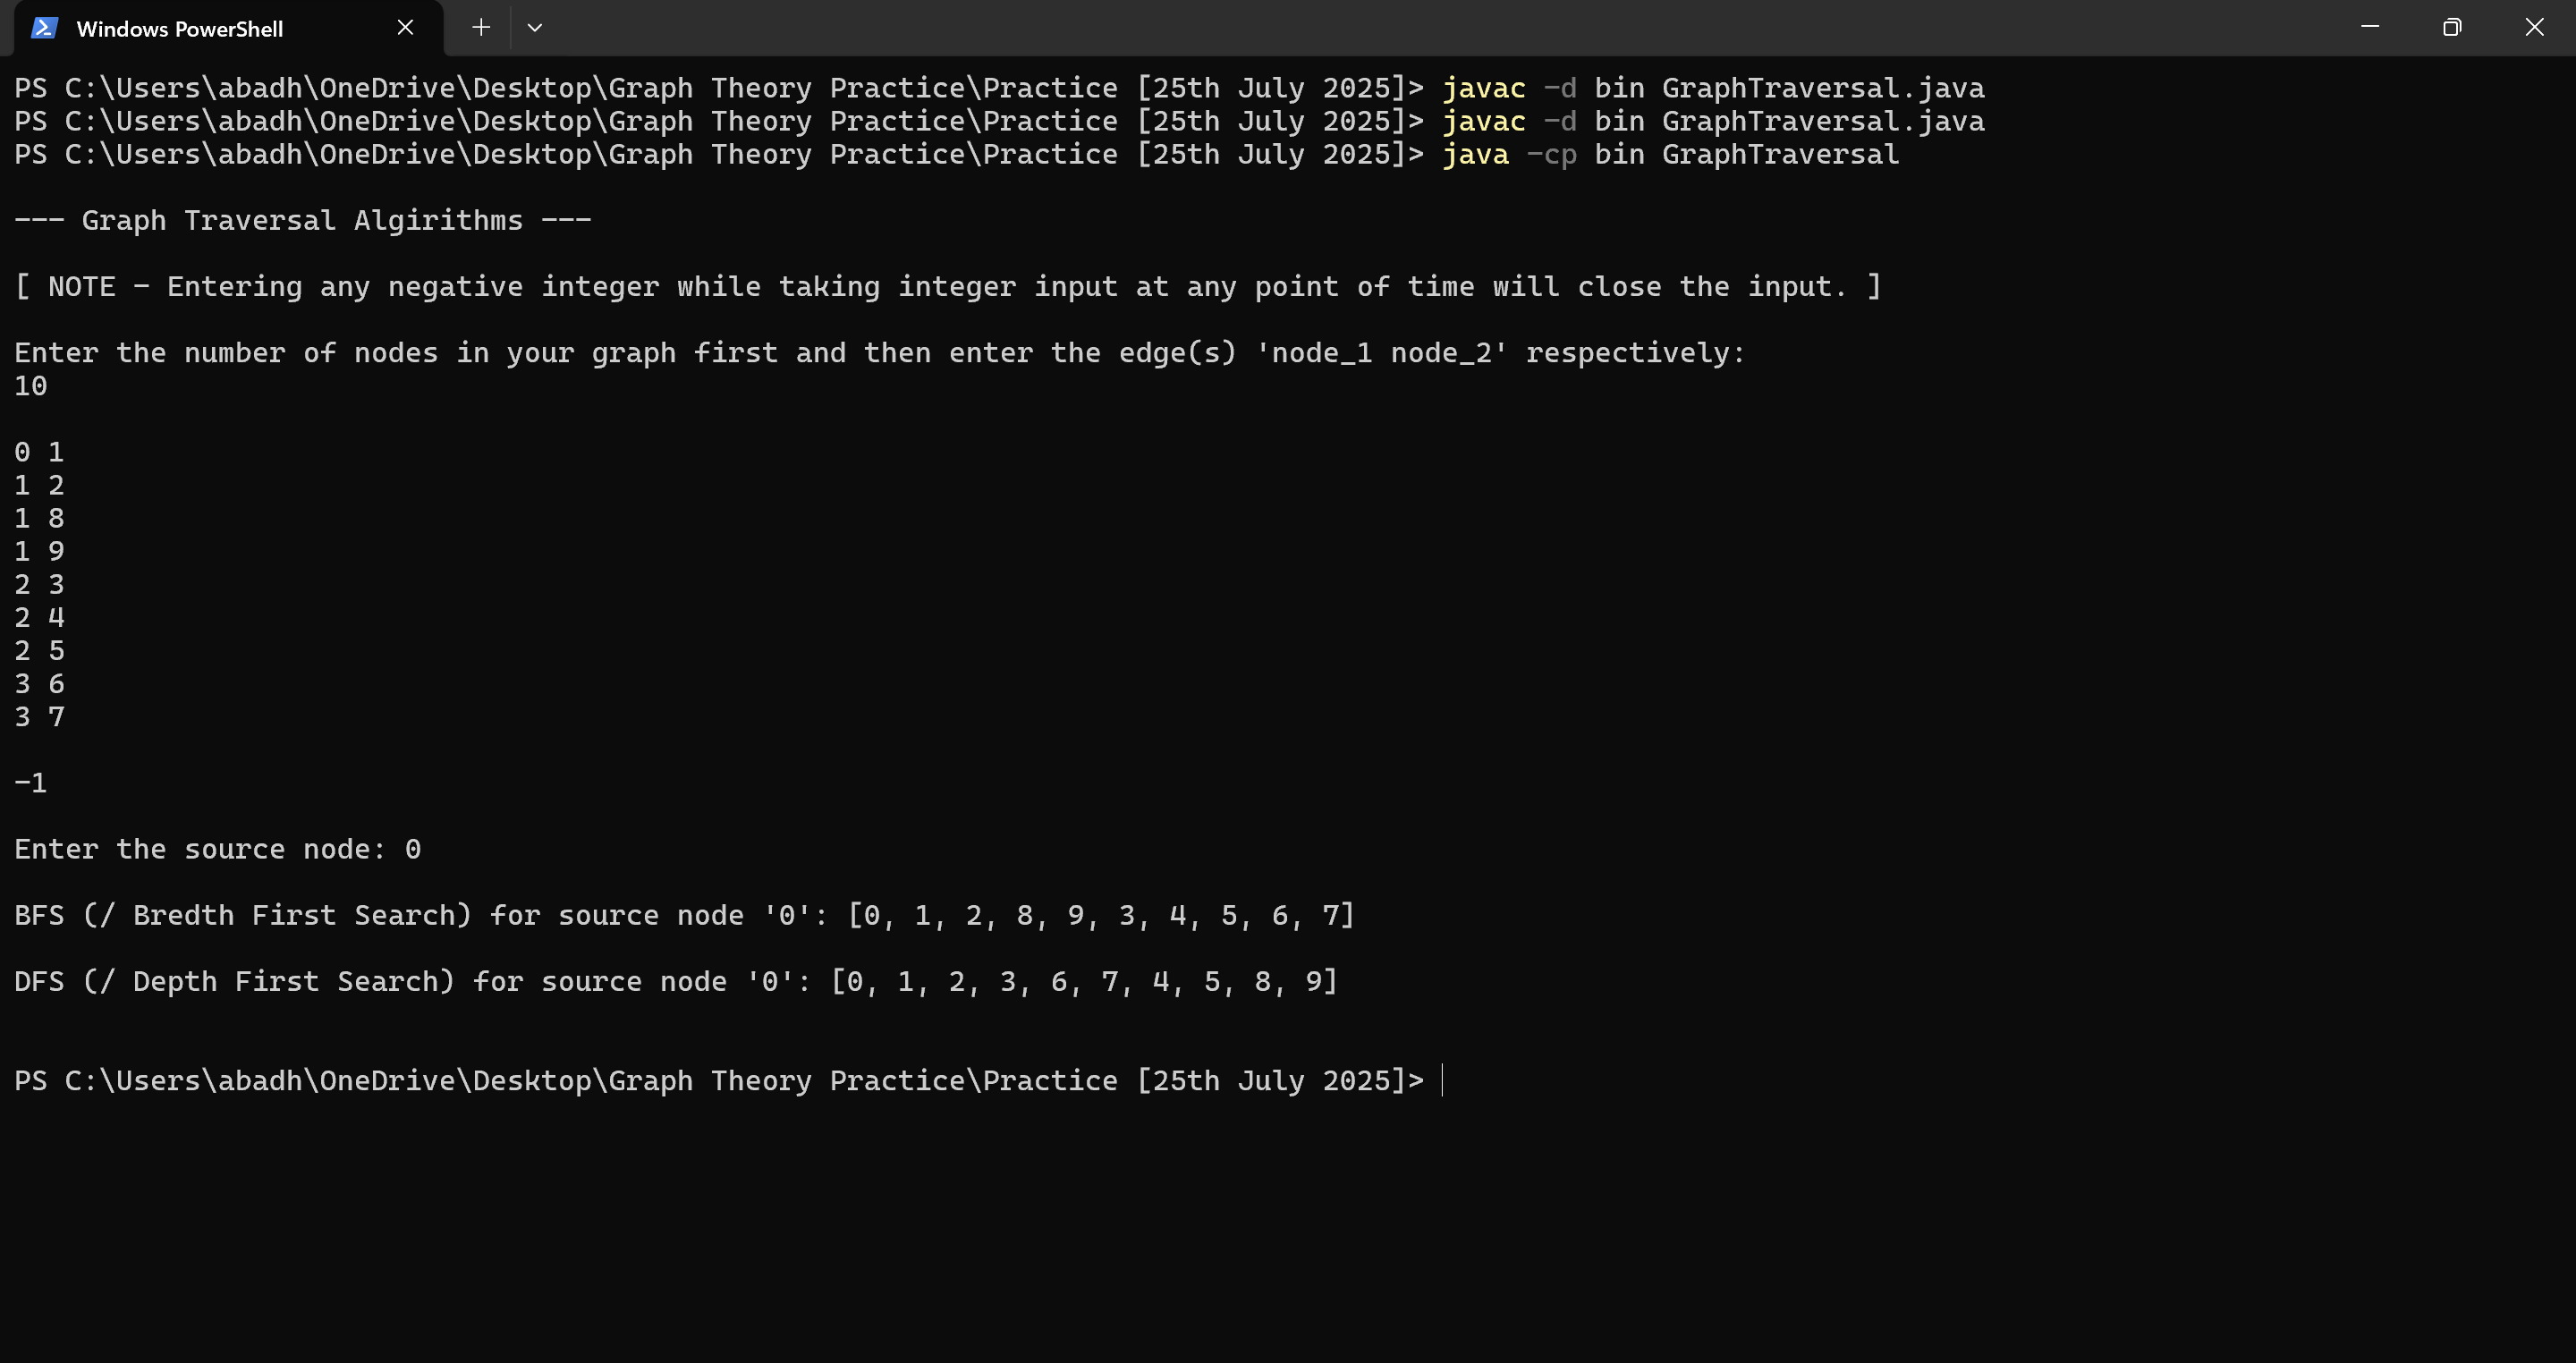 Windows PowerShell
PS C:\Users\abadh\OneDrive\Desktop\Graph Theory Practice\Practice [25th July 2025]> javac -d bin GraphTraversal.java
PS C:\Users\abadh\OneDrive\Desktop\Graph Theory Practice\Practice [25th July 2025]> javac -d bin GraphTraversal.java
PS C:\Users\abadh\OneDrive\Desktop\Graph Theory Practice\Practice [25th July 2025]> java -cp bin GraphTraversal
--- Graph Traversal Algirithms ---
[ NOTE - Entering any negative integer while taking integer input at any point of time will close the input. ]
Enter the number of nodes in your graph first and then enter the edge(s) 'node_1 node_2' respectively:
10
0 1
1 2
1 8
1 9
2 3
2 4
2 5
3 6
3 7
-1
Enter the source node: 0
BFS (/ Bredth First Search) for source node '0': [0, 1, 2, 8, 9, 3, 4, 5, 6, 7]
DFS (/ Depth First Search) for source node '0': [0, 1, 2, 3, 6, 7, 4, 5, 8, 9]
PS C:\Users\abadh\OneDrive\Desktop\Graph Theory Practice\Practice [25th July 2025]>